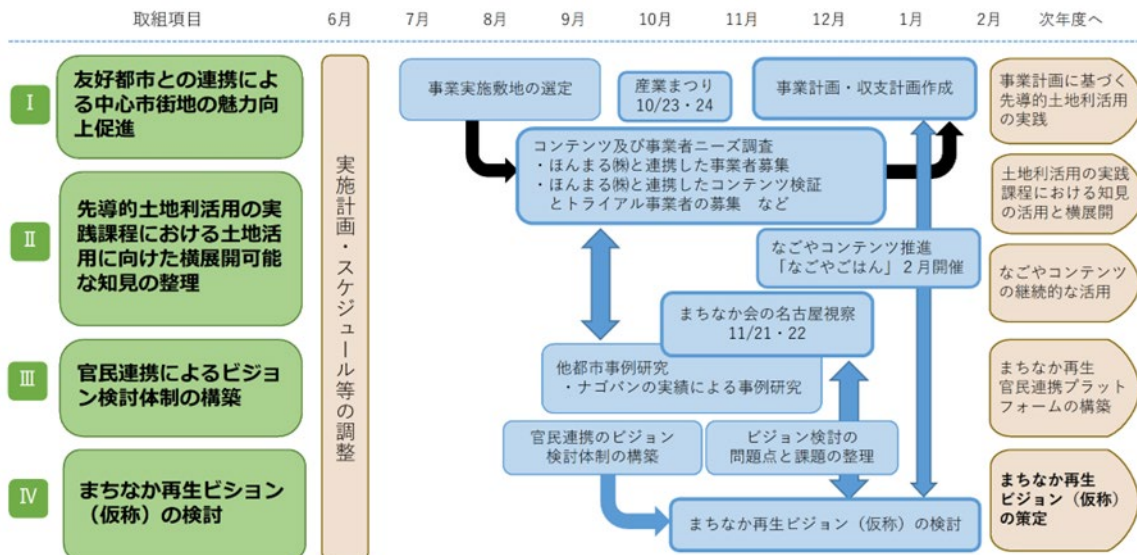 取組項目
6月
7月
8月
9月
10月
11月
12月
1月
2月
次年度へ
Ⅰ
友好都市との連携によ
る中心市街地の魅力向
上促進
Ⅱ
先導的土地利活用の実
践課程における土地活
用に向けた横展開可能
な知見の整理
Ⅲ
官民連携によるビジョ
ン検討体制の構築
Ⅳ
まちなか再生ビション
（仮称）の検討
実施計画・スケジュール等の調整
事業実施敷地の選定
産業まつり
10/23・24
事業計画・収支計画作成
コンテンツ及び事業者ニーズ調査
・ほんまる㈱と連携した事業者募集
・ほんまる㈱と連携したコンテンツ検証
とトライアル事業者の募集 など
なごやコンテンツ推進
「なごやごはん」２月開催
まちなか会の名古屋視察
11/21・22
他都市事例研究
・ナゴバンの実績による事例研究
官民連携のビジョン
検討体制の構築
ビジョン検討の
問題点と課題の整理
まちなか再生ビジョン（仮称）の検討
事業計画に基づく
先導的土地利活用
の実践
土地利活用の実践
課程における知見
の活用と横展開
なごやコンテンツ
の継続的な活用
まちなか再生
官民連携プラット
フォームの構築
まちなか再生
ビジョン（仮称）
の策定